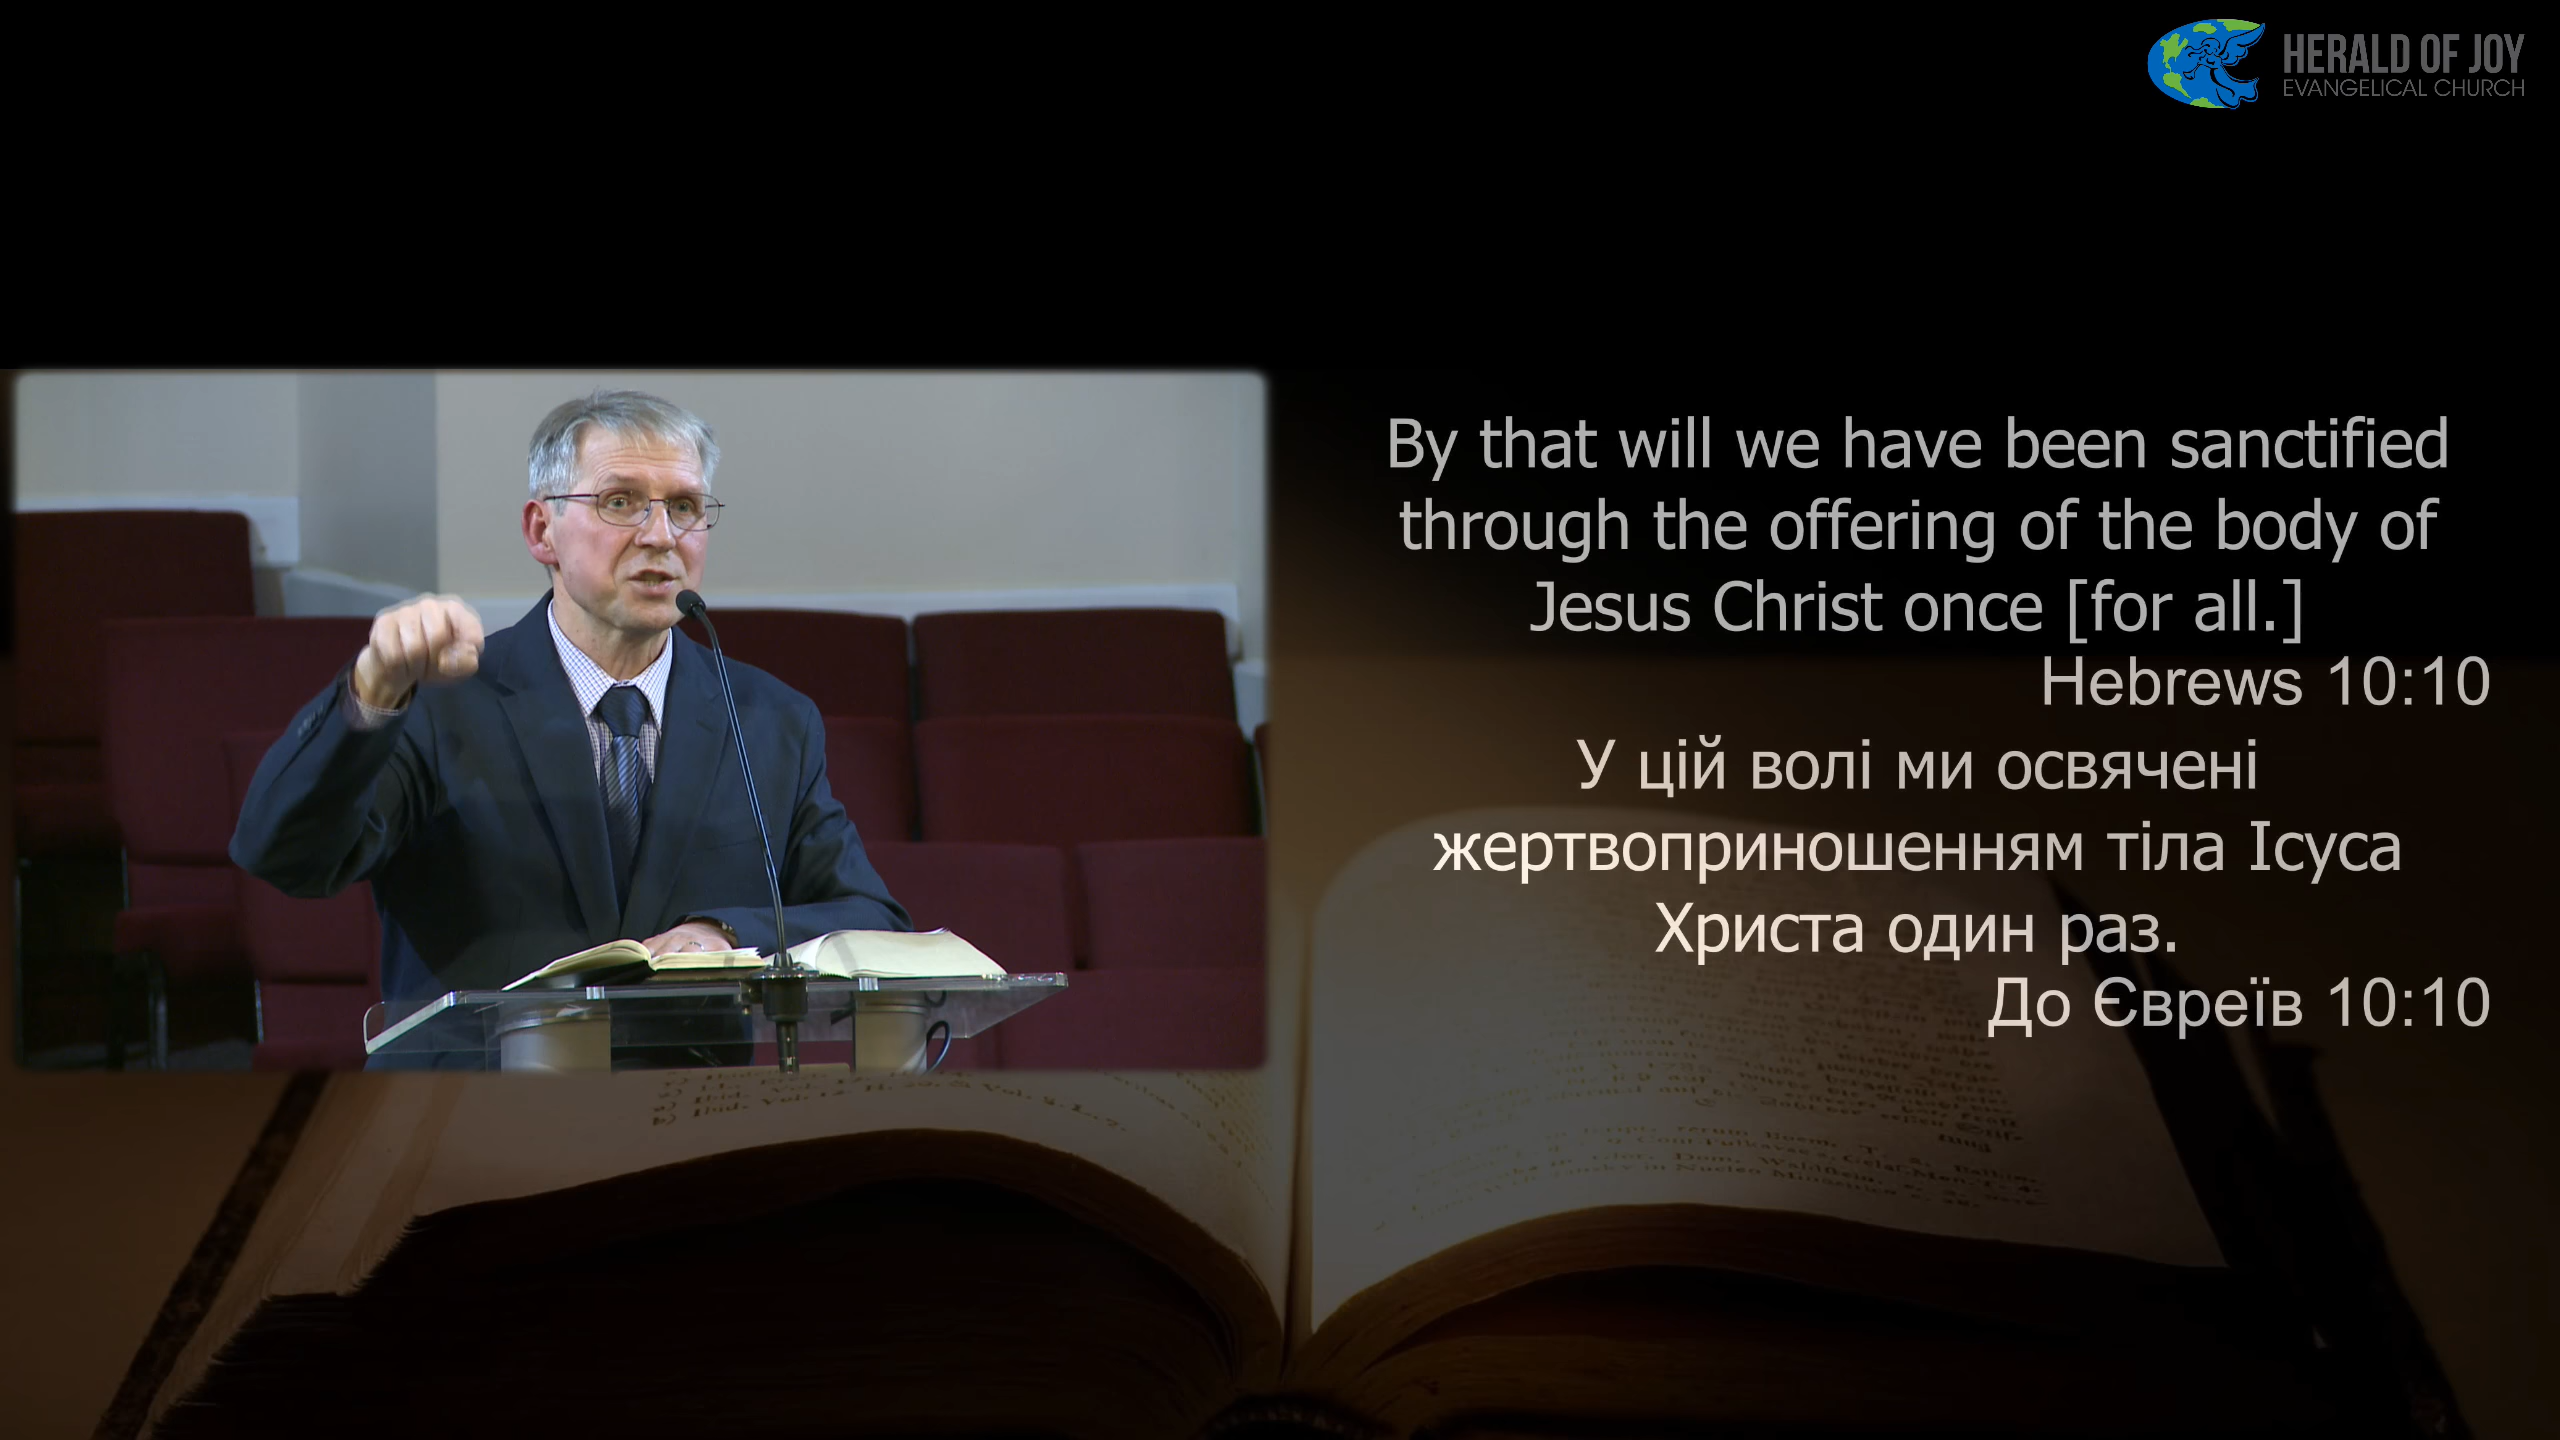 HERALD OF JOY
EVANGELICAL CHURCH
By that will we have been sanctified
through the offering of the body of
Jesus Christ once [for all.]
Hebrews 10:10
У цій волі ми освячені
жертвоприношенням тіла Ісуса
Христа один раз.
До Євреїв 10:10